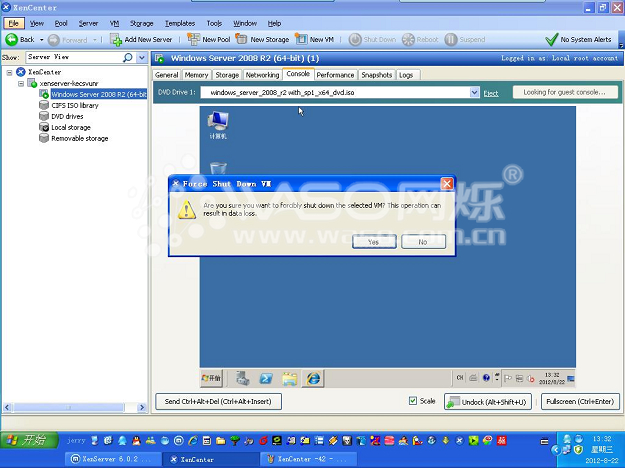 XenCenter
File View Pool Server VM Storage Templates Tools Window Help
Back Forward Add New Server New Pool New Storage New VM Shut Down Reboot Suspend No System Alerts
Show: Server View
Windows Server 2008 R2 (64-bit) (1) Logged in as: Local root account
XenCenter
xenserver-kecsvunr
Windows Server 2008 R2 (64-bit
CIFS ISO library
DVD drives
Local storage
Removable storage
General Memory Storage Networking Console Performance Snapshots Logs
DVD Drive 1: windows_server_2008_r2 with_sp1_x64_dvd.iso Eject Looking for guest console...
计算机
Force Shut Down VM
Are you sure you want to forcibly shut down the selected VM? This operation can
result in data loss.
Yes No
WASO网烁
www.waso.com.cn
开始 CH 13:32
2012/8/22
Send Ctrl+Alt+Del (Ctrl+Alt+Insert) Scale Undock (Alt+Shift+U) Fullscreen (Ctrl+Enter)
开始 jerry 13:32
星期三
XenServer 6.0.2 ... XenCenter XenCenter -42 - ... 2012-8-22